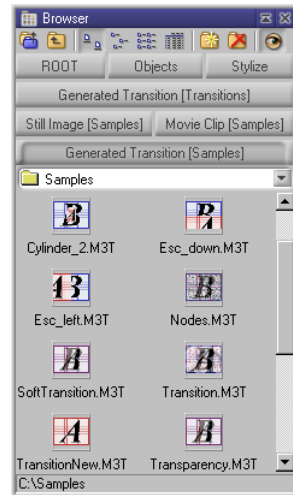 Browser
ROOT Objects Stylize
Generated Transition [Transitions]
Still Image [Samples] Movie Clip [Samples]
Generated Transition [Samples]
Samples
Cylinder_2.M3T Esc_down.M3T
Esc_left.M3T Nodes.M3T
SoftTransition.M3T Transition.M3T
TransitionNew.M3T Transparency.M3T
C:\Samples